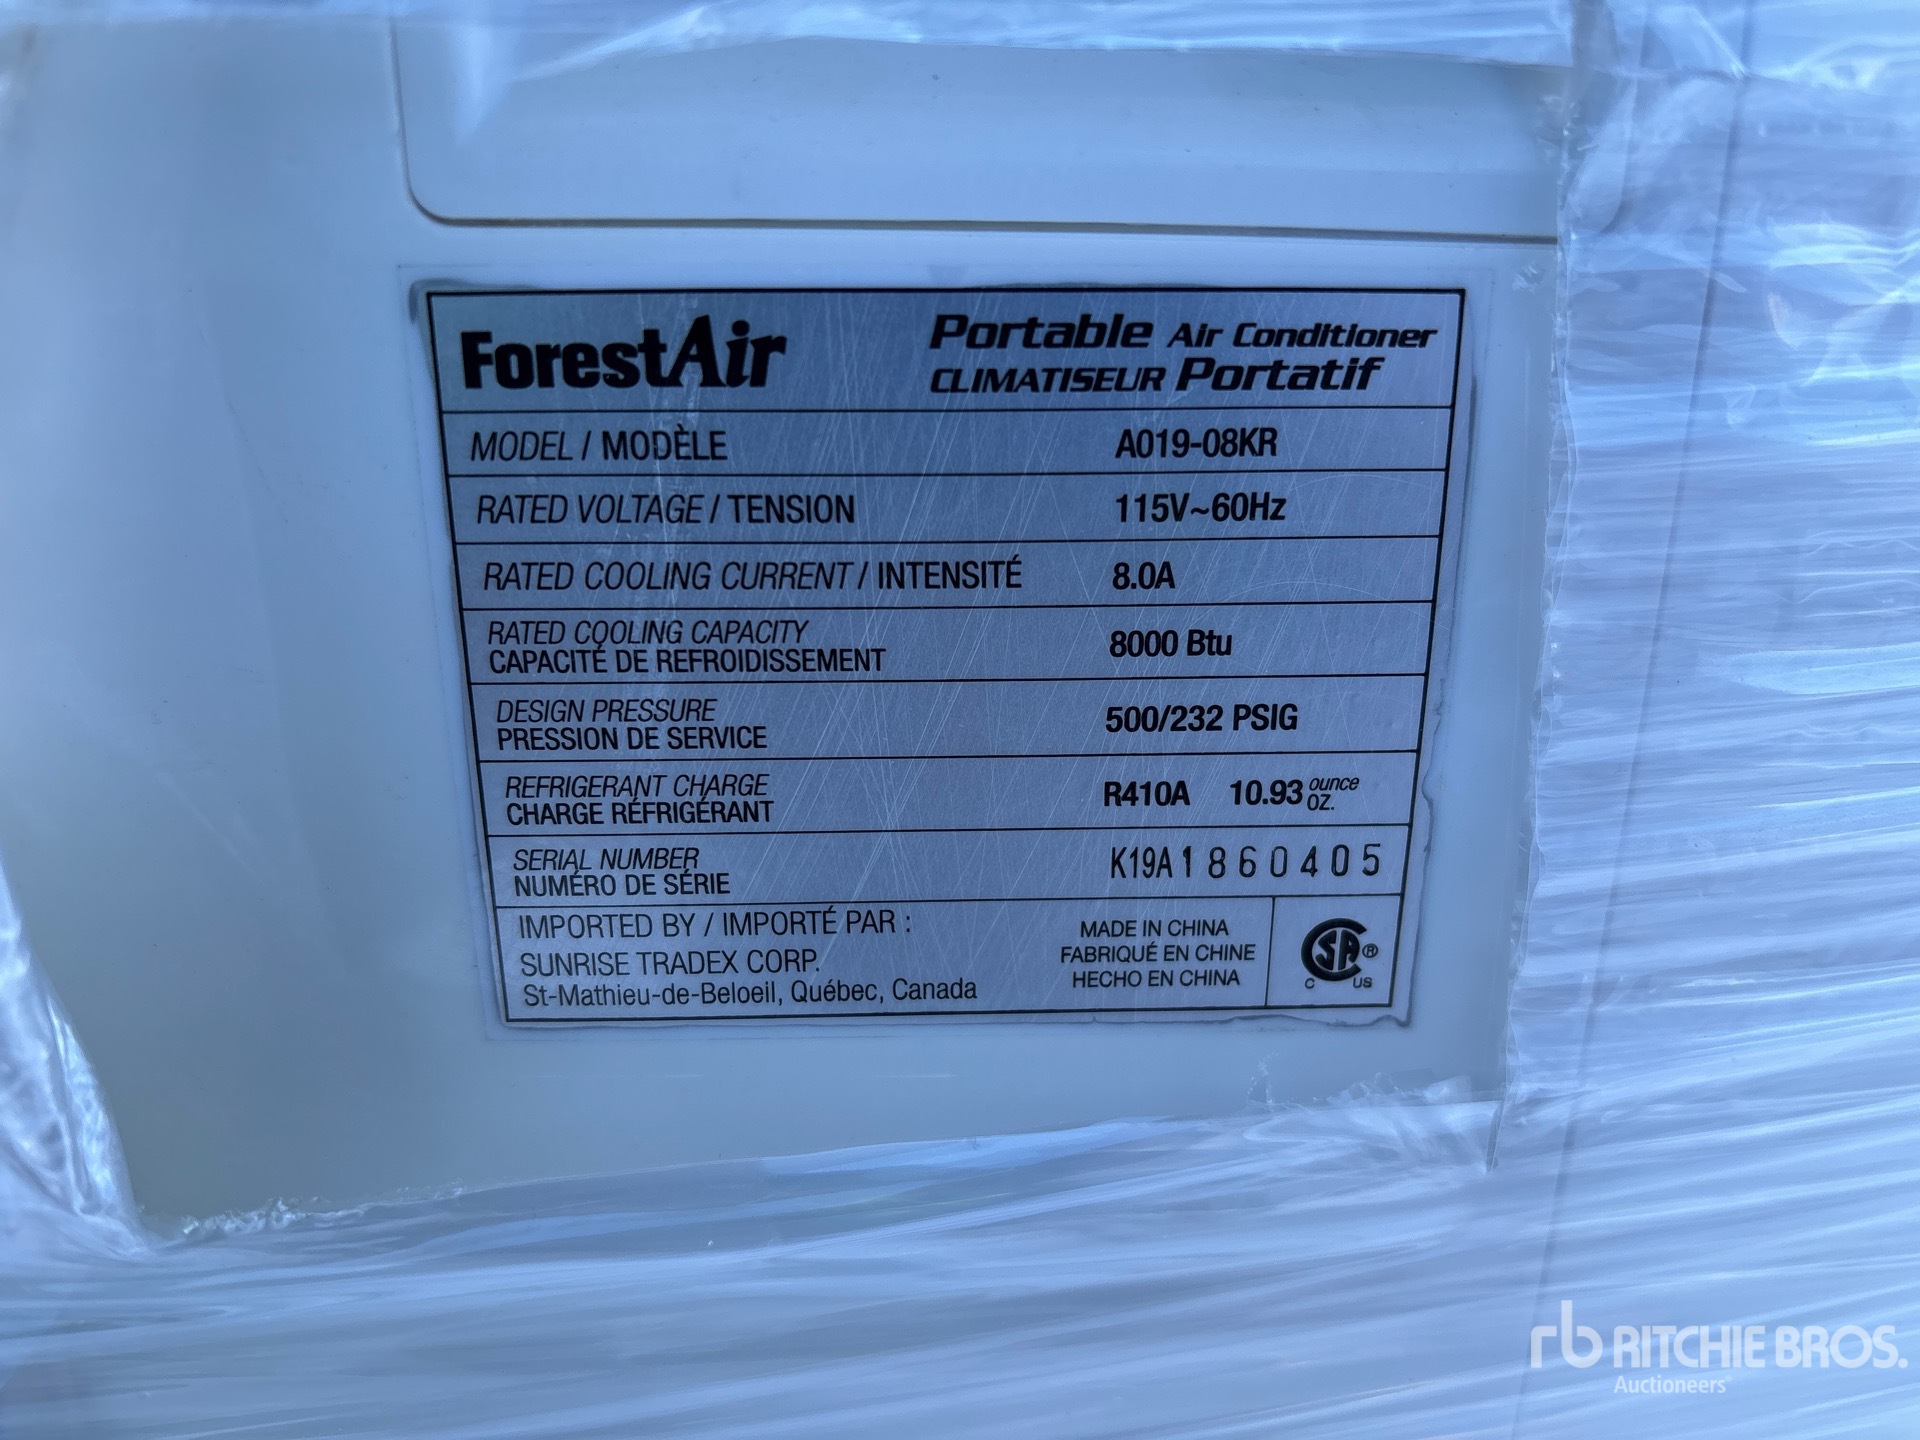 ForestAir
Portable Air Conditioner
CLIMATISEUR Portatif
MODEL / MODÈLE A019-08KR
RATED VOLTAGE / TENSION 115V~60Hz
RATED COOLING CURRENT / INTENSITÉ 8.0A
RATED COOLING CAPACITY
CAPACITÉ DE REFROIDISSEMENT
8000 Btu
DESIGN PRESSURE
PRESSION DE SERVICE
500/232 PSIG
REFRIGERANT CHARGE
CHARGE RÉFRIGÉRANT
R410A 10.93 ounce
OZ.
SERIAL NUMBER
NUMÉRO DE SÉRIE
K19A1860405
IMPORTED BY / IMPORTÉ PAR :
SUNRISE TRADEX CORP.
St-Mathieu-de-Beloeil, Québec, Canada
MADE IN CHINA
FABRIQUÉ EN CHINE
HECHO EN CHINA
CSA ®
C US
rb RITCHIE BROS.
Auctioneers